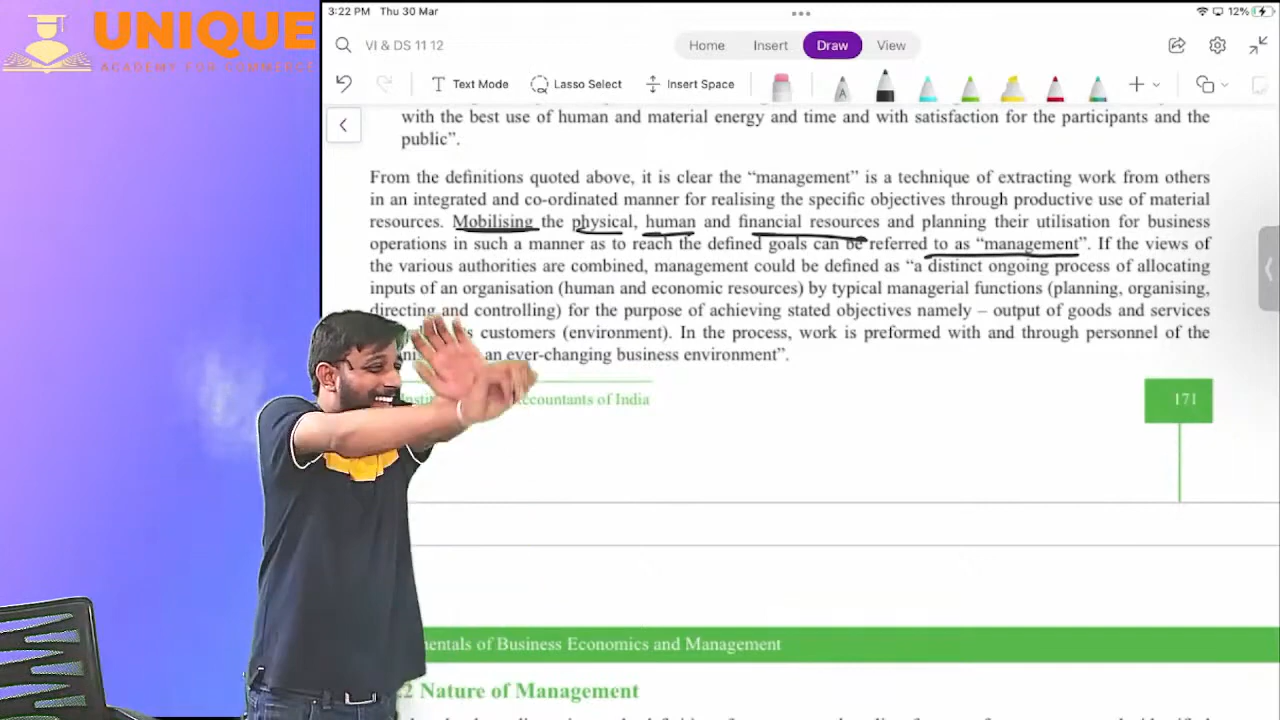 UNIQUE
ACADEMY FOR COMMERCE
3:22 PM Thu 30 Mar
12%
VI & DS 11 12
Home Insert Draw View
Text Mode Lasso Select Insert Space
A
with the best use of human and material energy and time and with satisfaction for the participants and the
public”.
From the definitions quoted above, it is clear the “management” is a technique of extracting work from others
in an integrated and co-ordinated manner for realising the specific objectives through productive use of material
resources. Mobilising the physical, human and financial resources and planning their utilisation for business
operations in such a manner as to reach the defined goals can be referred to as “management”. If the views of
the various authorities are combined, management could be defined as “a distinct ongoing process of allocating
inputs of an organisation (human and economic resources) by typical managerial functions (planning, organising,
directing and controlling) for the purpose of achieving stated objectives namely – output of goods and services
customers (environment). In the process, work is preformed with and through personnel of the
an ever-changing business environment”.
of India
171
of Business Economics and Management
Nature of Management